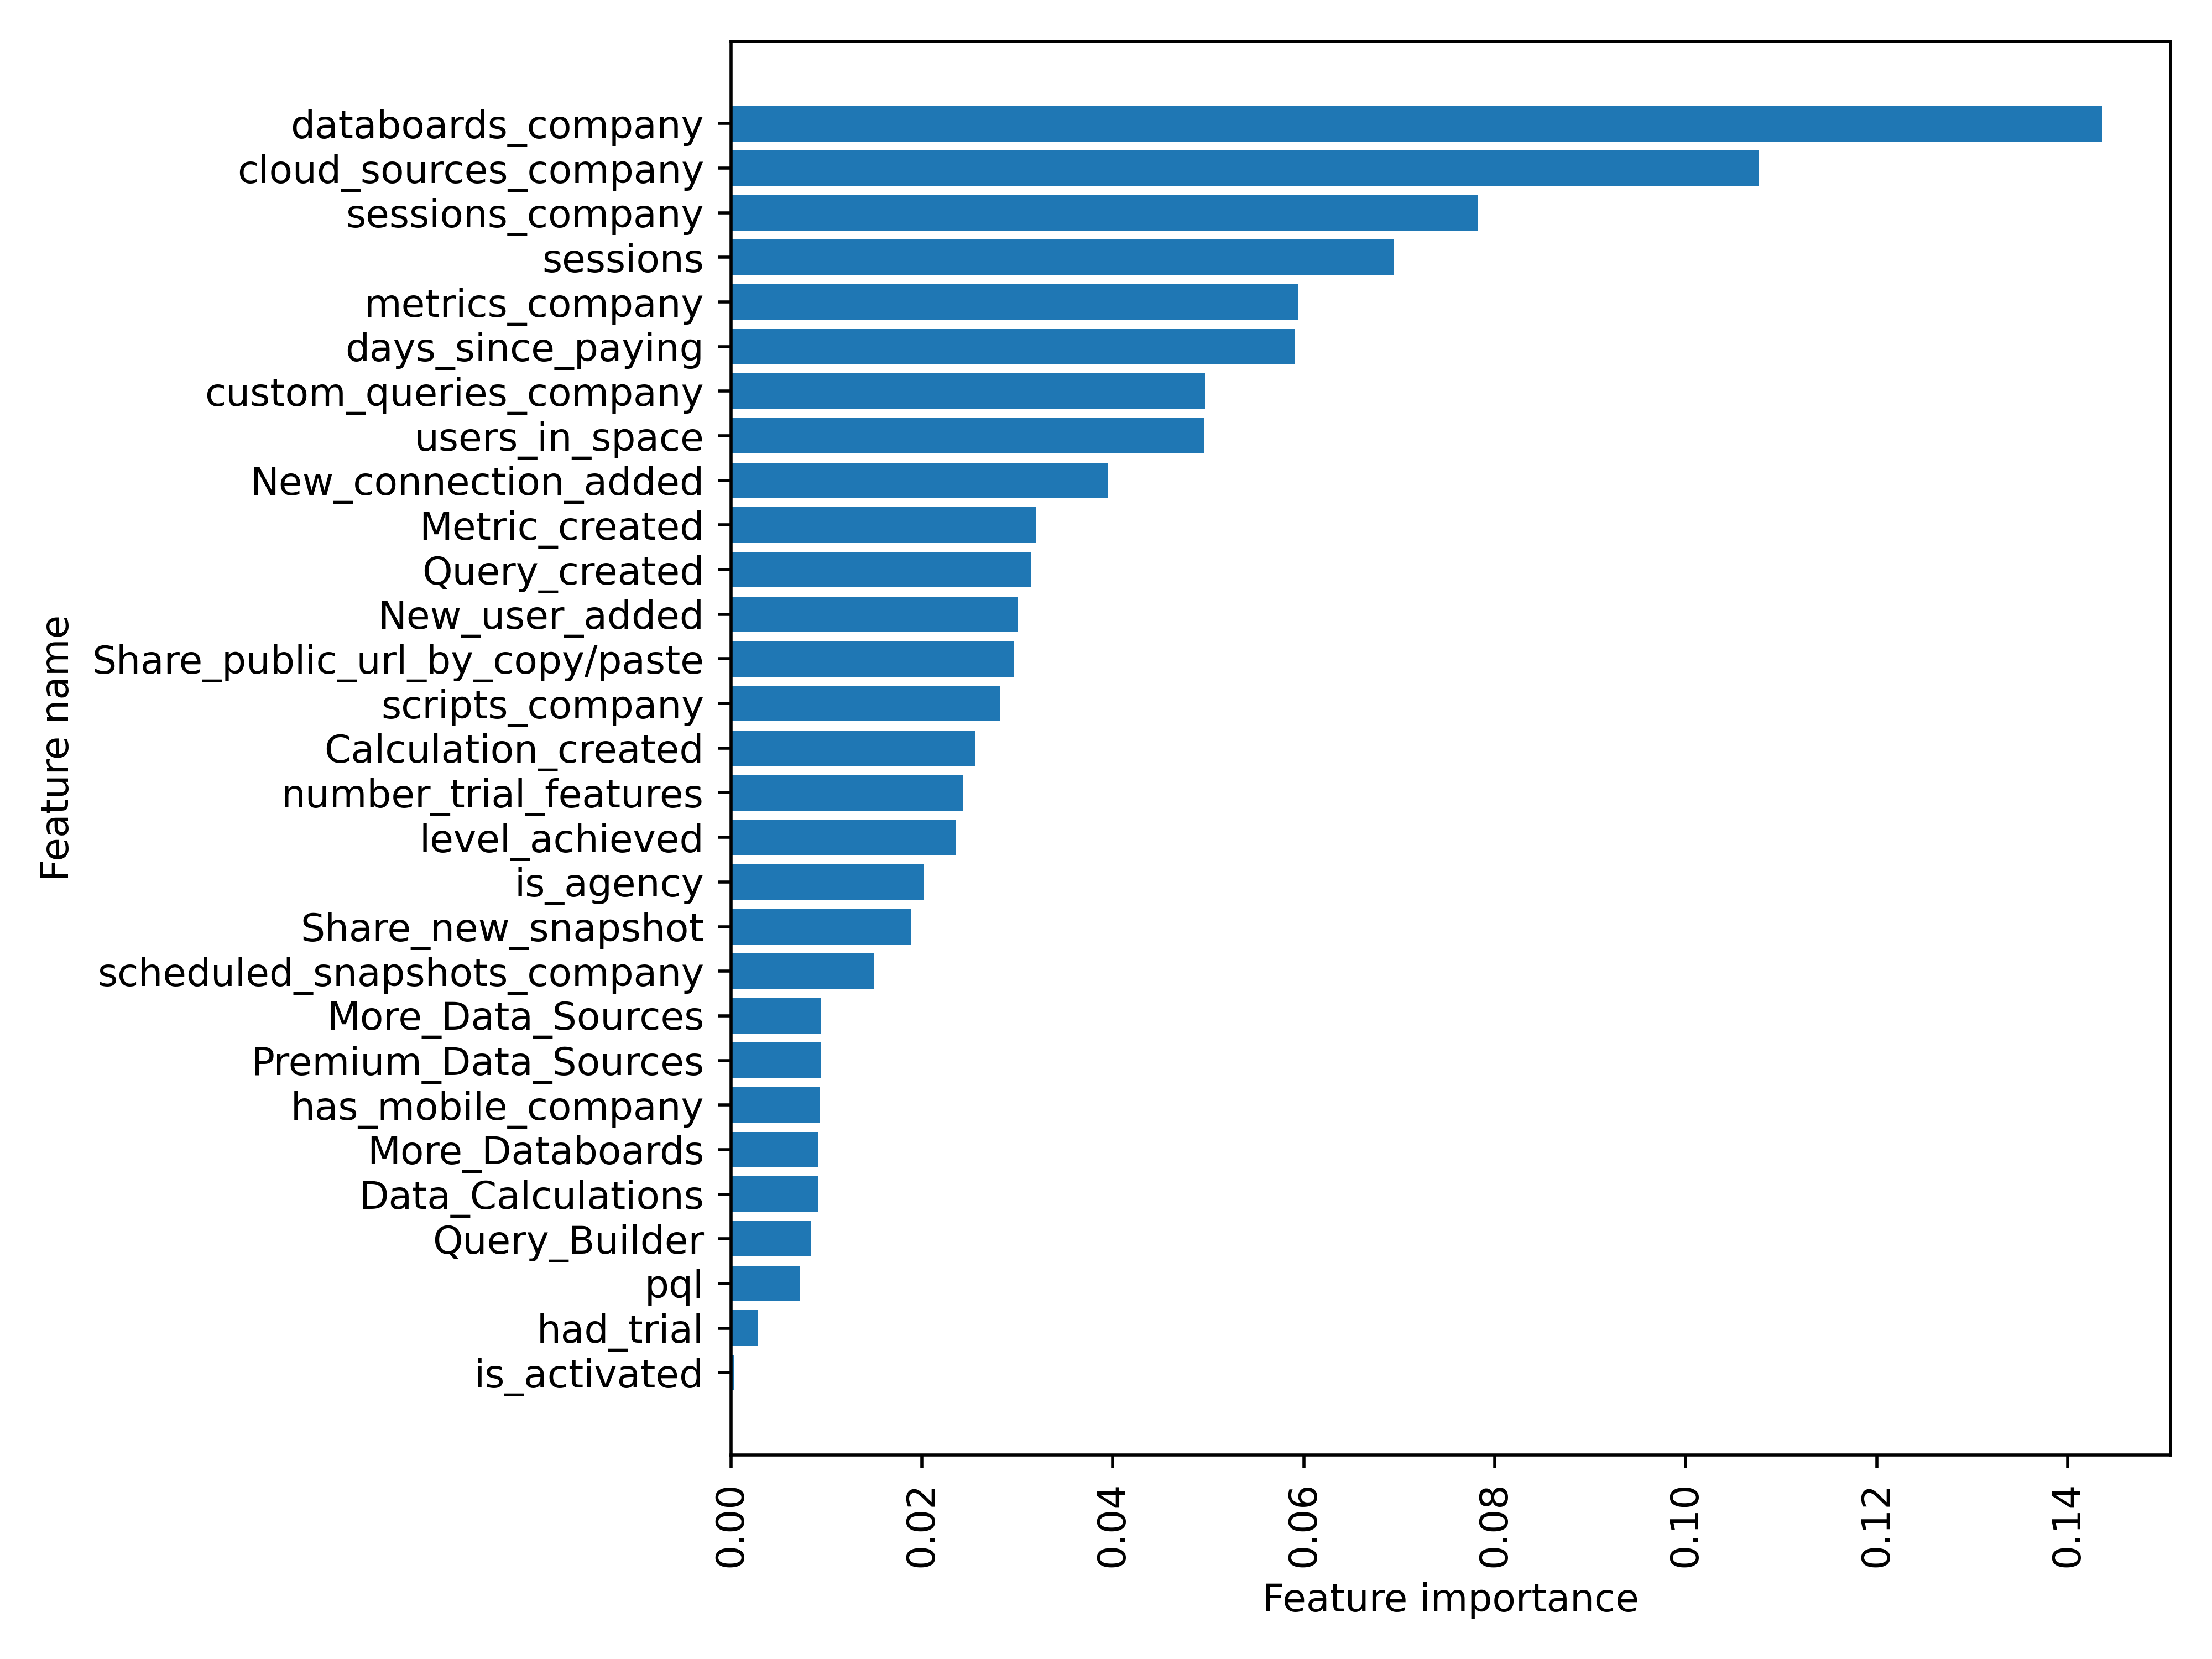 Feature name
databoards_company
cloud_sources_company
sessions_company
sessions
metrics_company
days_since_paying
custom_queries_company
users_in_space
New_connection_added
Metric_created
Query_created
New_user_added
Share_public_url_by_copy/paste
scripts_company
Calculation_created
number_trial_features
level_achieved
is_agency
Share_new_snapshot
scheduled_snapshots_company
More_Data_Sources
Premium_Data_Sources
has_mobile_company
More_Databoards
Data_Calculations
Query_Builder
pql
had_trial
is_activated
0.00 0.02 0.04 0.06 0.08 0.10 0.12 0.14
Feature importance